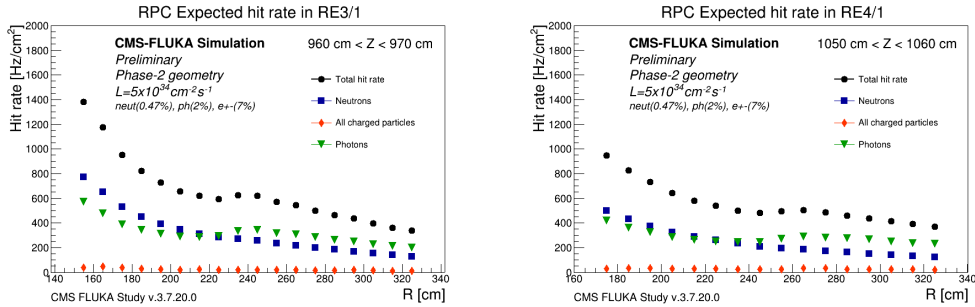 RPC Expected hit rate in RE3/1
Hit rate [Hz/cm²]
2000
1800
1600
1400
1200
1000
800
600
400
200
0
CMS-FLUKA Simulation
960 cm < Z < 970 cm
Preliminary
Phase-2 geometry
L=5x10³⁴cm⁻²s⁻¹
neut(0.47%), ph(2%), e+-(7%)
Total hit rate
Neutrons
All charged particles
Photons
140 160 180 200 220 240 260 280 300 320 340
R [cm]
CMS FLUKA Study v.3.7.20.0
RPC Expected hit rate in RE4/1
Hit rate [Hz/cm²]
2000
1800
1600
1400
1200
1000
800
600
400
200
0
CMS-FLUKA Simulation
1050 cm < Z < 1060 cm
Preliminary
Phase-2 geometry
L=5x10³⁴cm⁻²s⁻¹
neut(0.47%), ph(2%), e+-(7%)
Total hit rate
Neutrons
All charged particles
Photons
160 180 200 220 240 260 280 300 320 340
R [cm]
CMS FLUKA Study v.3.7.20.0